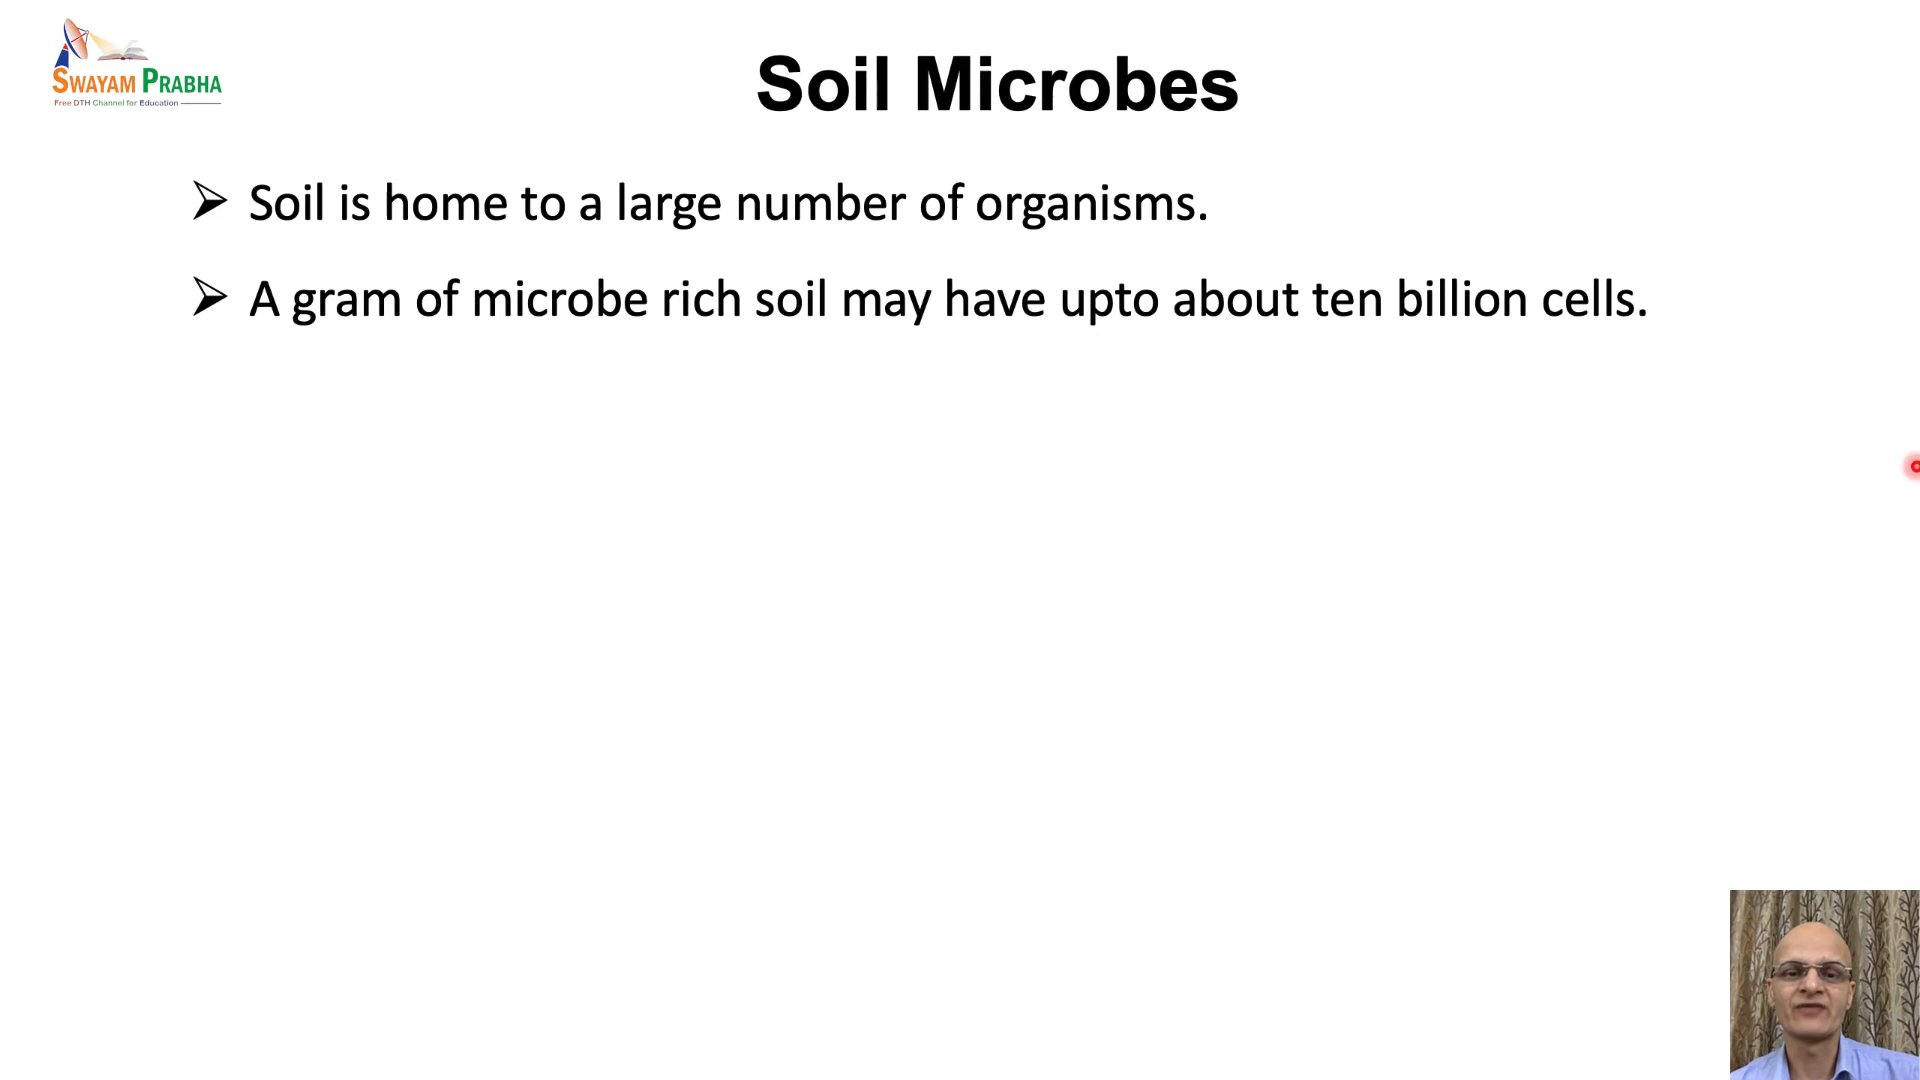 SWAYAM PRABHA
Free DTH Channel for Education
Soil Microbes
Soil is home to a large number of organisms.
A gram of microbe rich soil may have upto about ten billion cells.